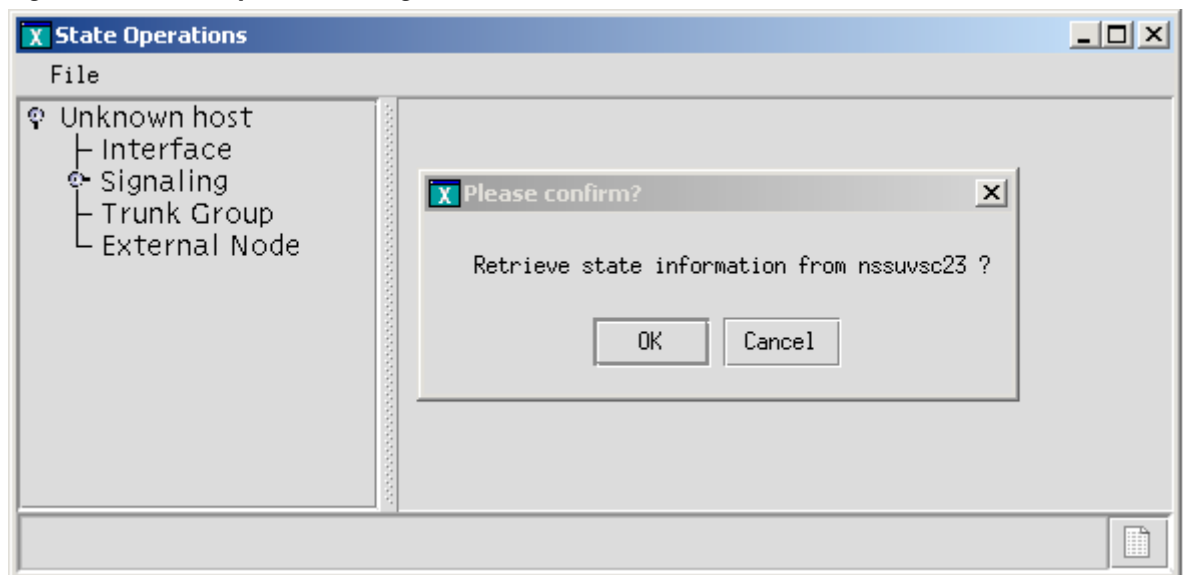 State Operations
File
Unknown host
Interface
Signaling
Trunk Group
External Node
Please confirm?
Retrieve state information from nssuvsc23 ?
OK
Cancel